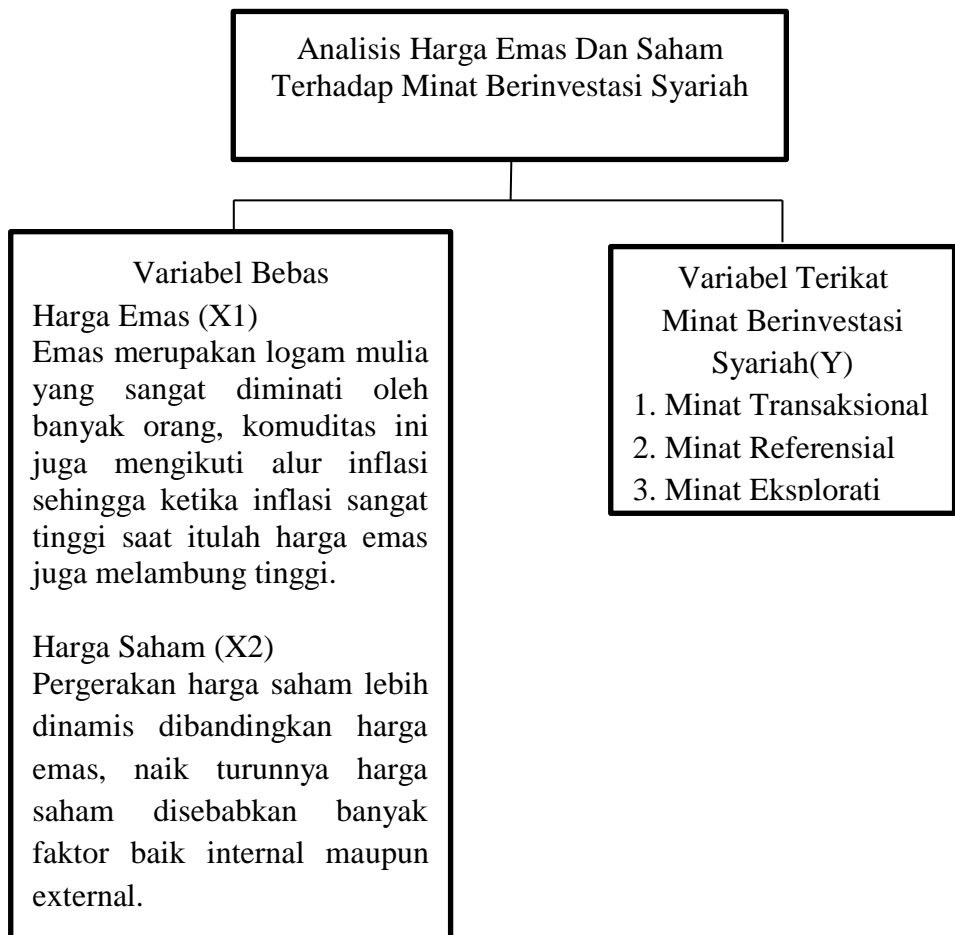 Analisis Harga Emas Dan Saham
Terhadap Minat Berinvestasi Syariah
Variabel Bebas
Harga Emas (X1)
Emas merupakan logam mulia
yang sangat diminati oleh
banyak orang, komuditas ini
juga mengikuti alur inflasi
sehingga ketika inflasi sangat
tinggi saat itulah harga emas
juga melambung tinggi.
Harga Saham (X2)
Pergerakan harga saham lebih
dinamis dibandingkan harga
emas, naik turunnya harga
saham disebabkan banyak
faktor baik internal maupun
external.
Variabel Terikat
Minat Berinvestasi
Syariah(Y)
1. Minat Transaksional
2. Minat Referensial
3. Minat Eksplorati